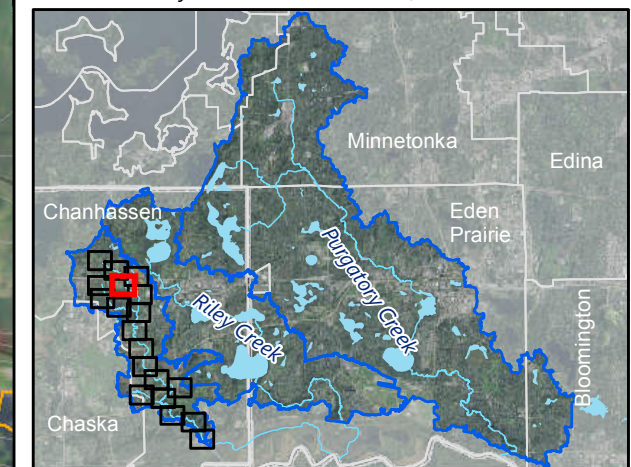 Minnetonka
Edina
Chanhassen
Eden
Prairie
Purgatory Creek
Riley Creek
Bloomington
Chaska